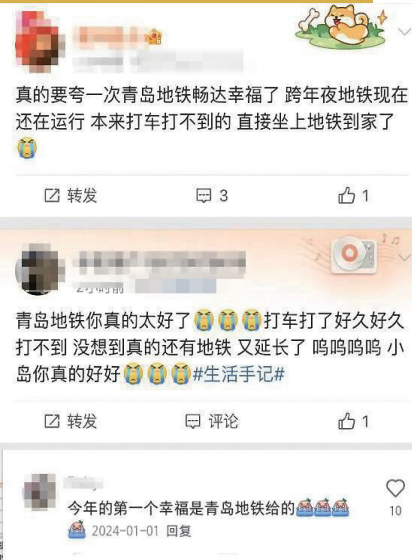 真的要夸一次青岛地铁畅达幸福了 跨年夜地铁现在
还在运行 本来打车打不到的 直接坐上地铁到家了
😭
转发 3 1
2小时前
青岛地铁你真的太好了😭😭😭打车打了好久好久
打不到 没想到真的还有地铁 又延长了 呜呜呜呜 小
岛你真的好好😭😭😭#生活手记#
转发 评论 1
今年的第一个幸福是青岛地铁给的
10
2024-01-01 回复